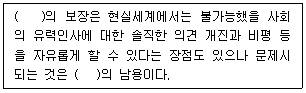 (   )의 보장은 현실세계에서는 불가능했을 사회
의 유력인사에 대한 솔직한 의견 개진과 비평 등
을 자유롭게 할 수 있다는 장점도 있으나 문제시
되는 것은 (   )의 남용이다.